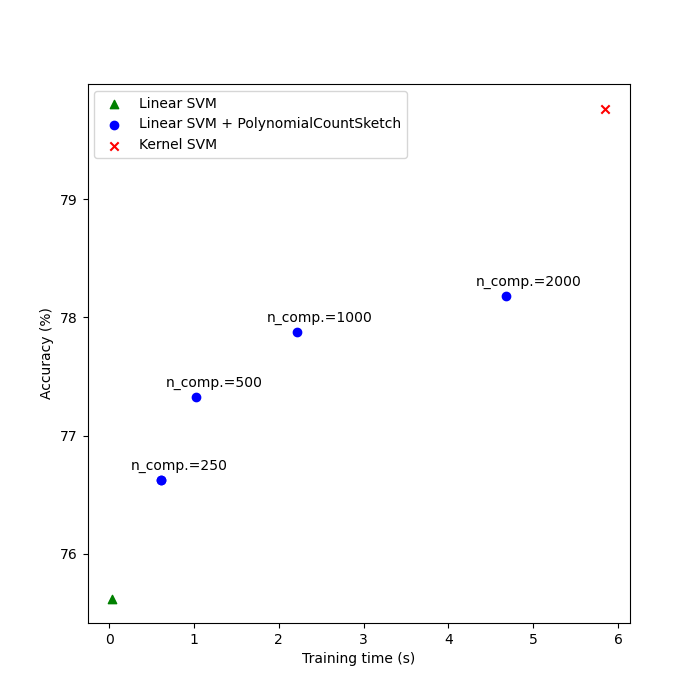 Linear SVM
Linear SVM + PolynomialCountSketch
Kernel SVM
79
n_comp.=2000
78
n_comp.=1000
n_comp.=500
77
n_comp.=250
76
Accuracy (%)
0 1 2 3 4 5 6
Training time (s)